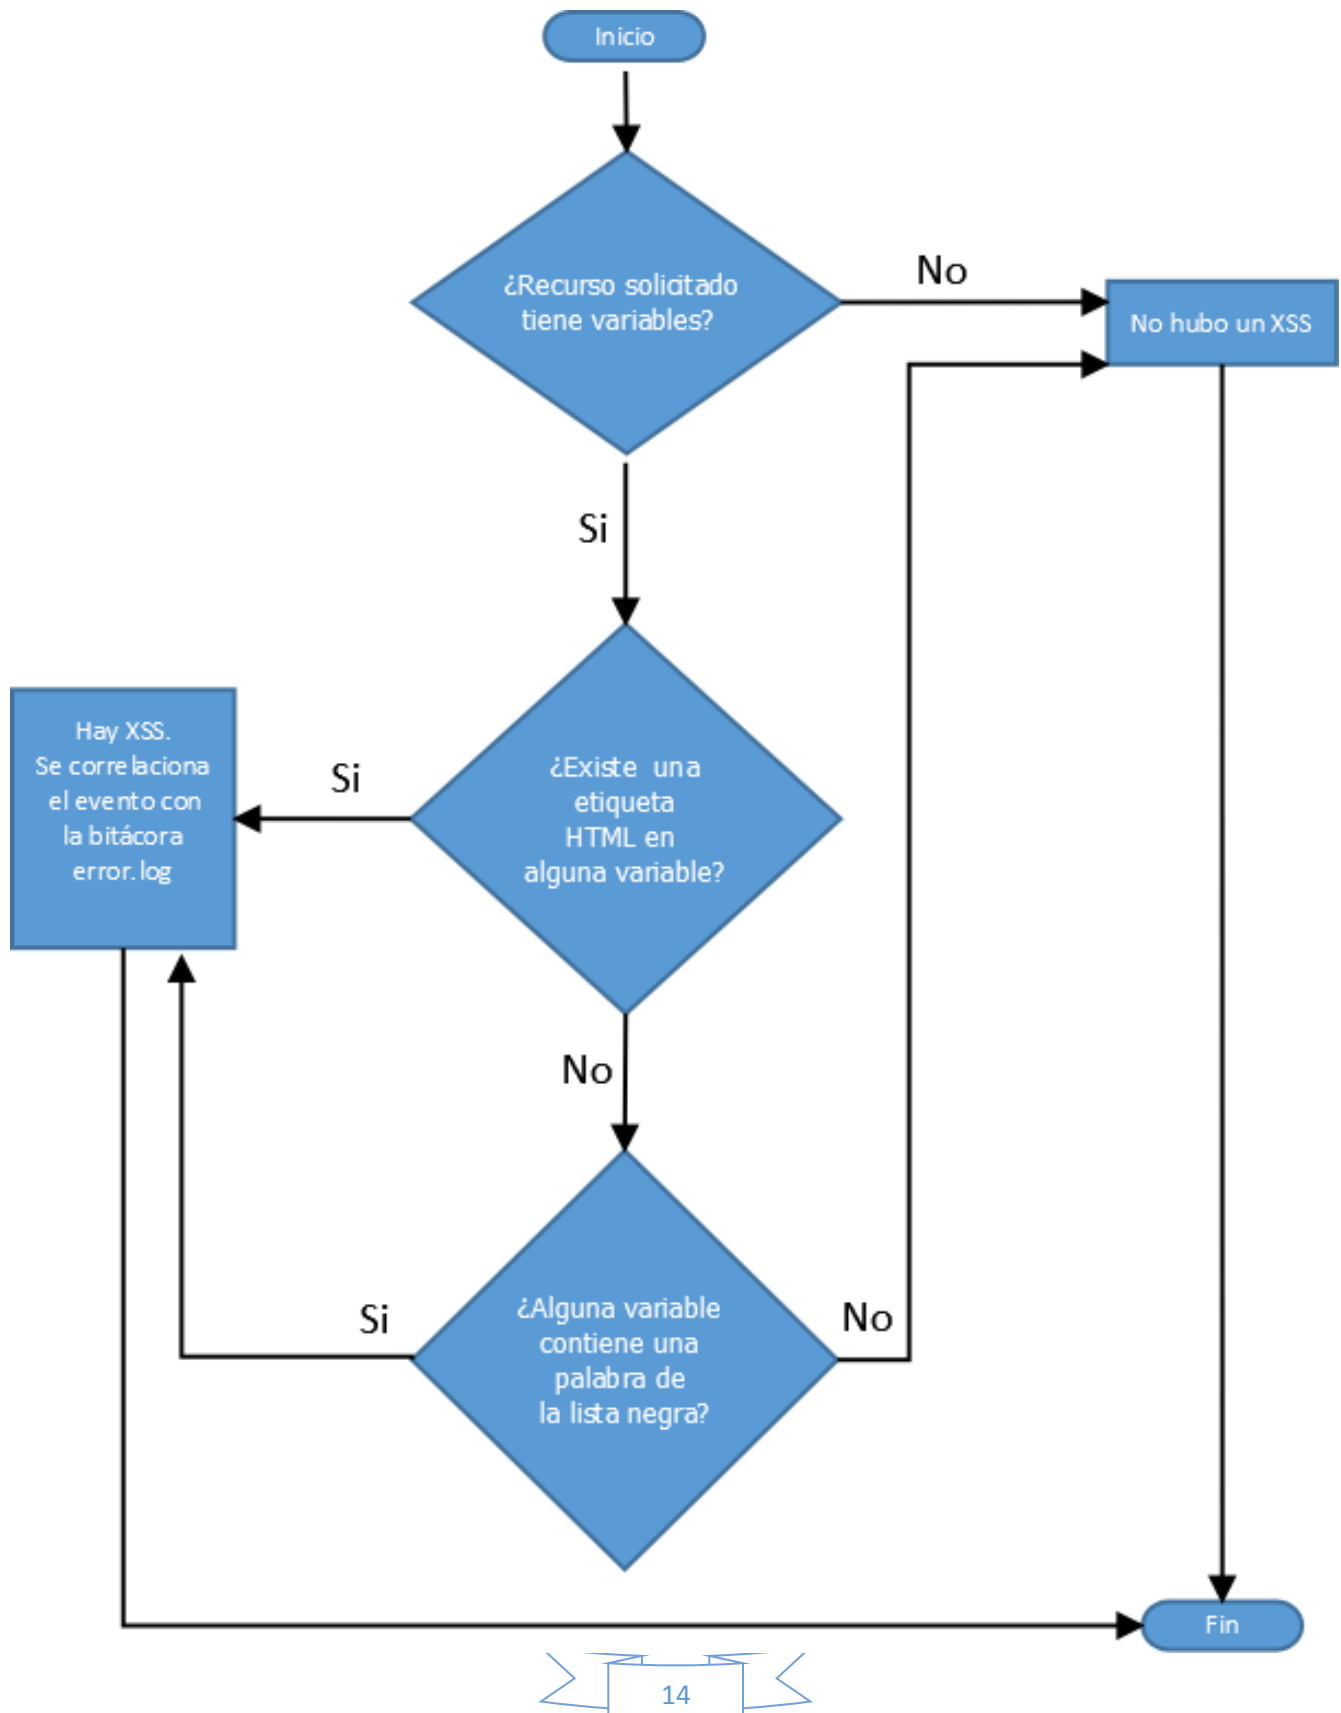 Inicio
¿Recurso solicitado
tiene variables?
No
No hubo un XSS
Si
Hay XSS.
Se correlaciona
el evento con
la bitácora
error.log
Si
¿Existe una
etiqueta
HTML en
alguna variable?
No
Si
¿Alguna variable
contiene una
palabra de
la lista negra?
No
Fin
14